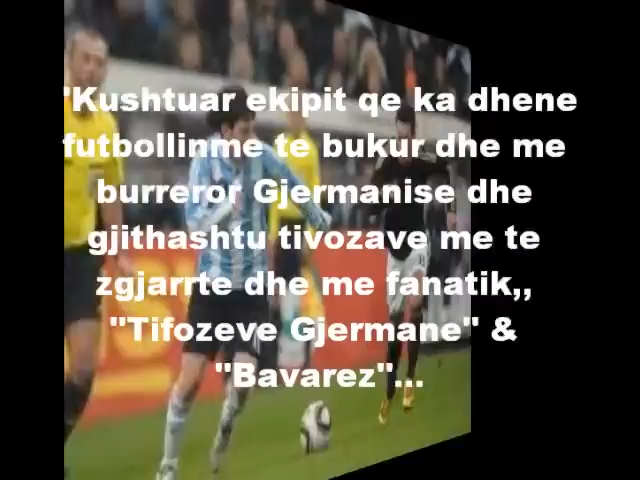 "Kushtuar ekipit qe ka dhene
futbollinme te bukur dhe me
burreror Gjermanise dhe
gjithashtu tivozave me te
zgjarrte dhe me fanatik,,
"Tifozeve Gjermane" &
"Bavarez"...